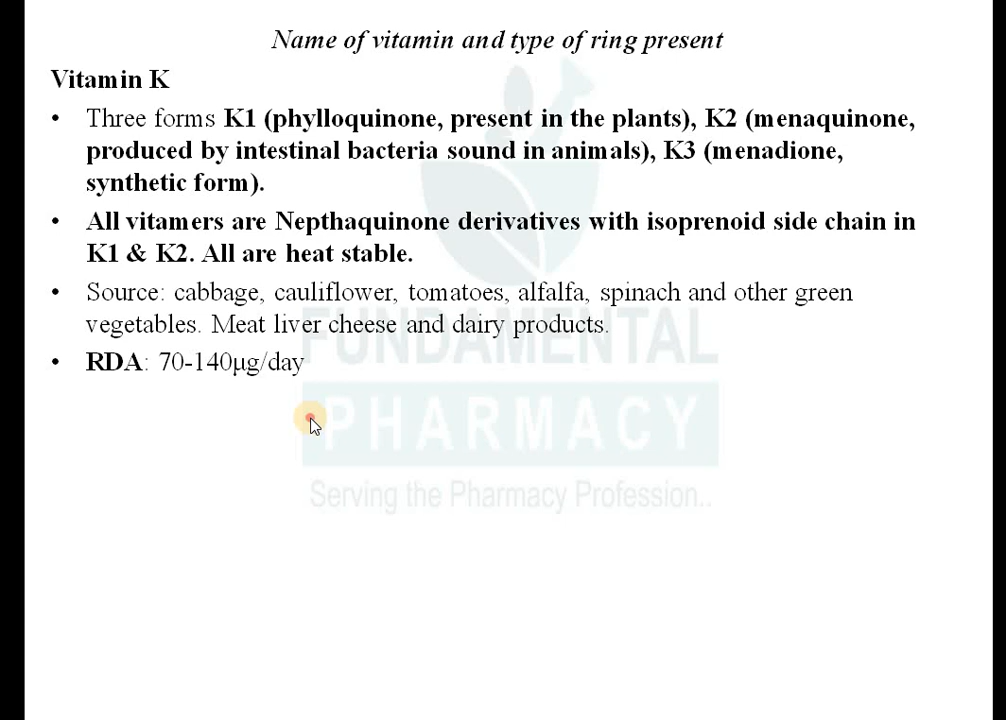 Name of vitamin and type of ring present
Vitamin K
• Three forms K1 (phylloquinone, present in the plants), K2 (menaquinone,
produced by intestinal bacteria sound in animals), K3 (menadione,
synthetic form).
• All vitamers are Nepthaquinone derivatives with isoprenoid side chain in
K1 & K2. All are heat stable.
• Source: cabbage, cauliflower, tomatoes, alfalfa, spinach and other green
vegetables. Meat liver cheese and dairy products.
• RDA: 70-140µg/day
FUNDAMENTAL
PHARMACY
Serving the Pharmacy Profession..